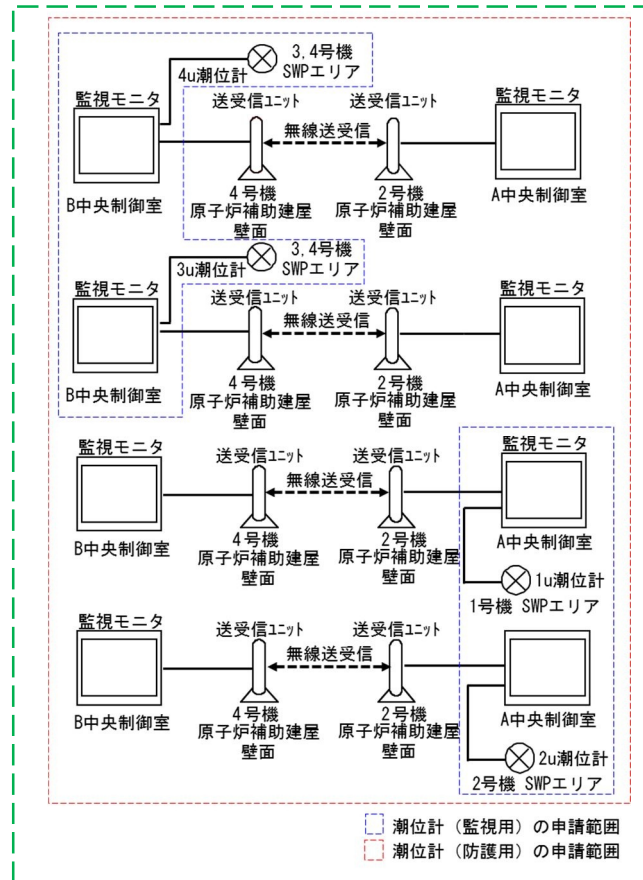 3,4号機
SWPエリア
4u潮位計
監視モニタ
送受信ユニット
送受信ユニット
監視モニタ
無線送受信
B中央制御室
4号機
原子炉補助建屋
壁面
2号機
原子炉補助建屋
壁面
A中央制御室
3,4号機
SWPエリア
3u潮位計
監視モニタ
送受信ユニット
送受信ユニット
監視モニタ
無線送受信
B中央制御室
4号機
原子炉補助建屋
壁面
2号機
原子炉補助建屋
壁面
A中央制御室
監視モニタ
送受信ユニット
送受信ユニット
監視モニタ
無線送受信
B中央制御室
4号機
原子炉補助建屋
壁面
2号機
原子炉補助建屋
壁面
A中央制御室
1u潮位計
1号機 SWPエリア
監視モニタ
送受信ユニット
送受信ユニット
無線送受信
B中央制御室
4号機
原子炉補助建屋
壁面
2号機
原子炉補助建屋
壁面
A中央制御室
2u潮位計
2号機 SWPエリア
潮位計(監視用)の申請範囲
潮位計(防護用)の申請範囲